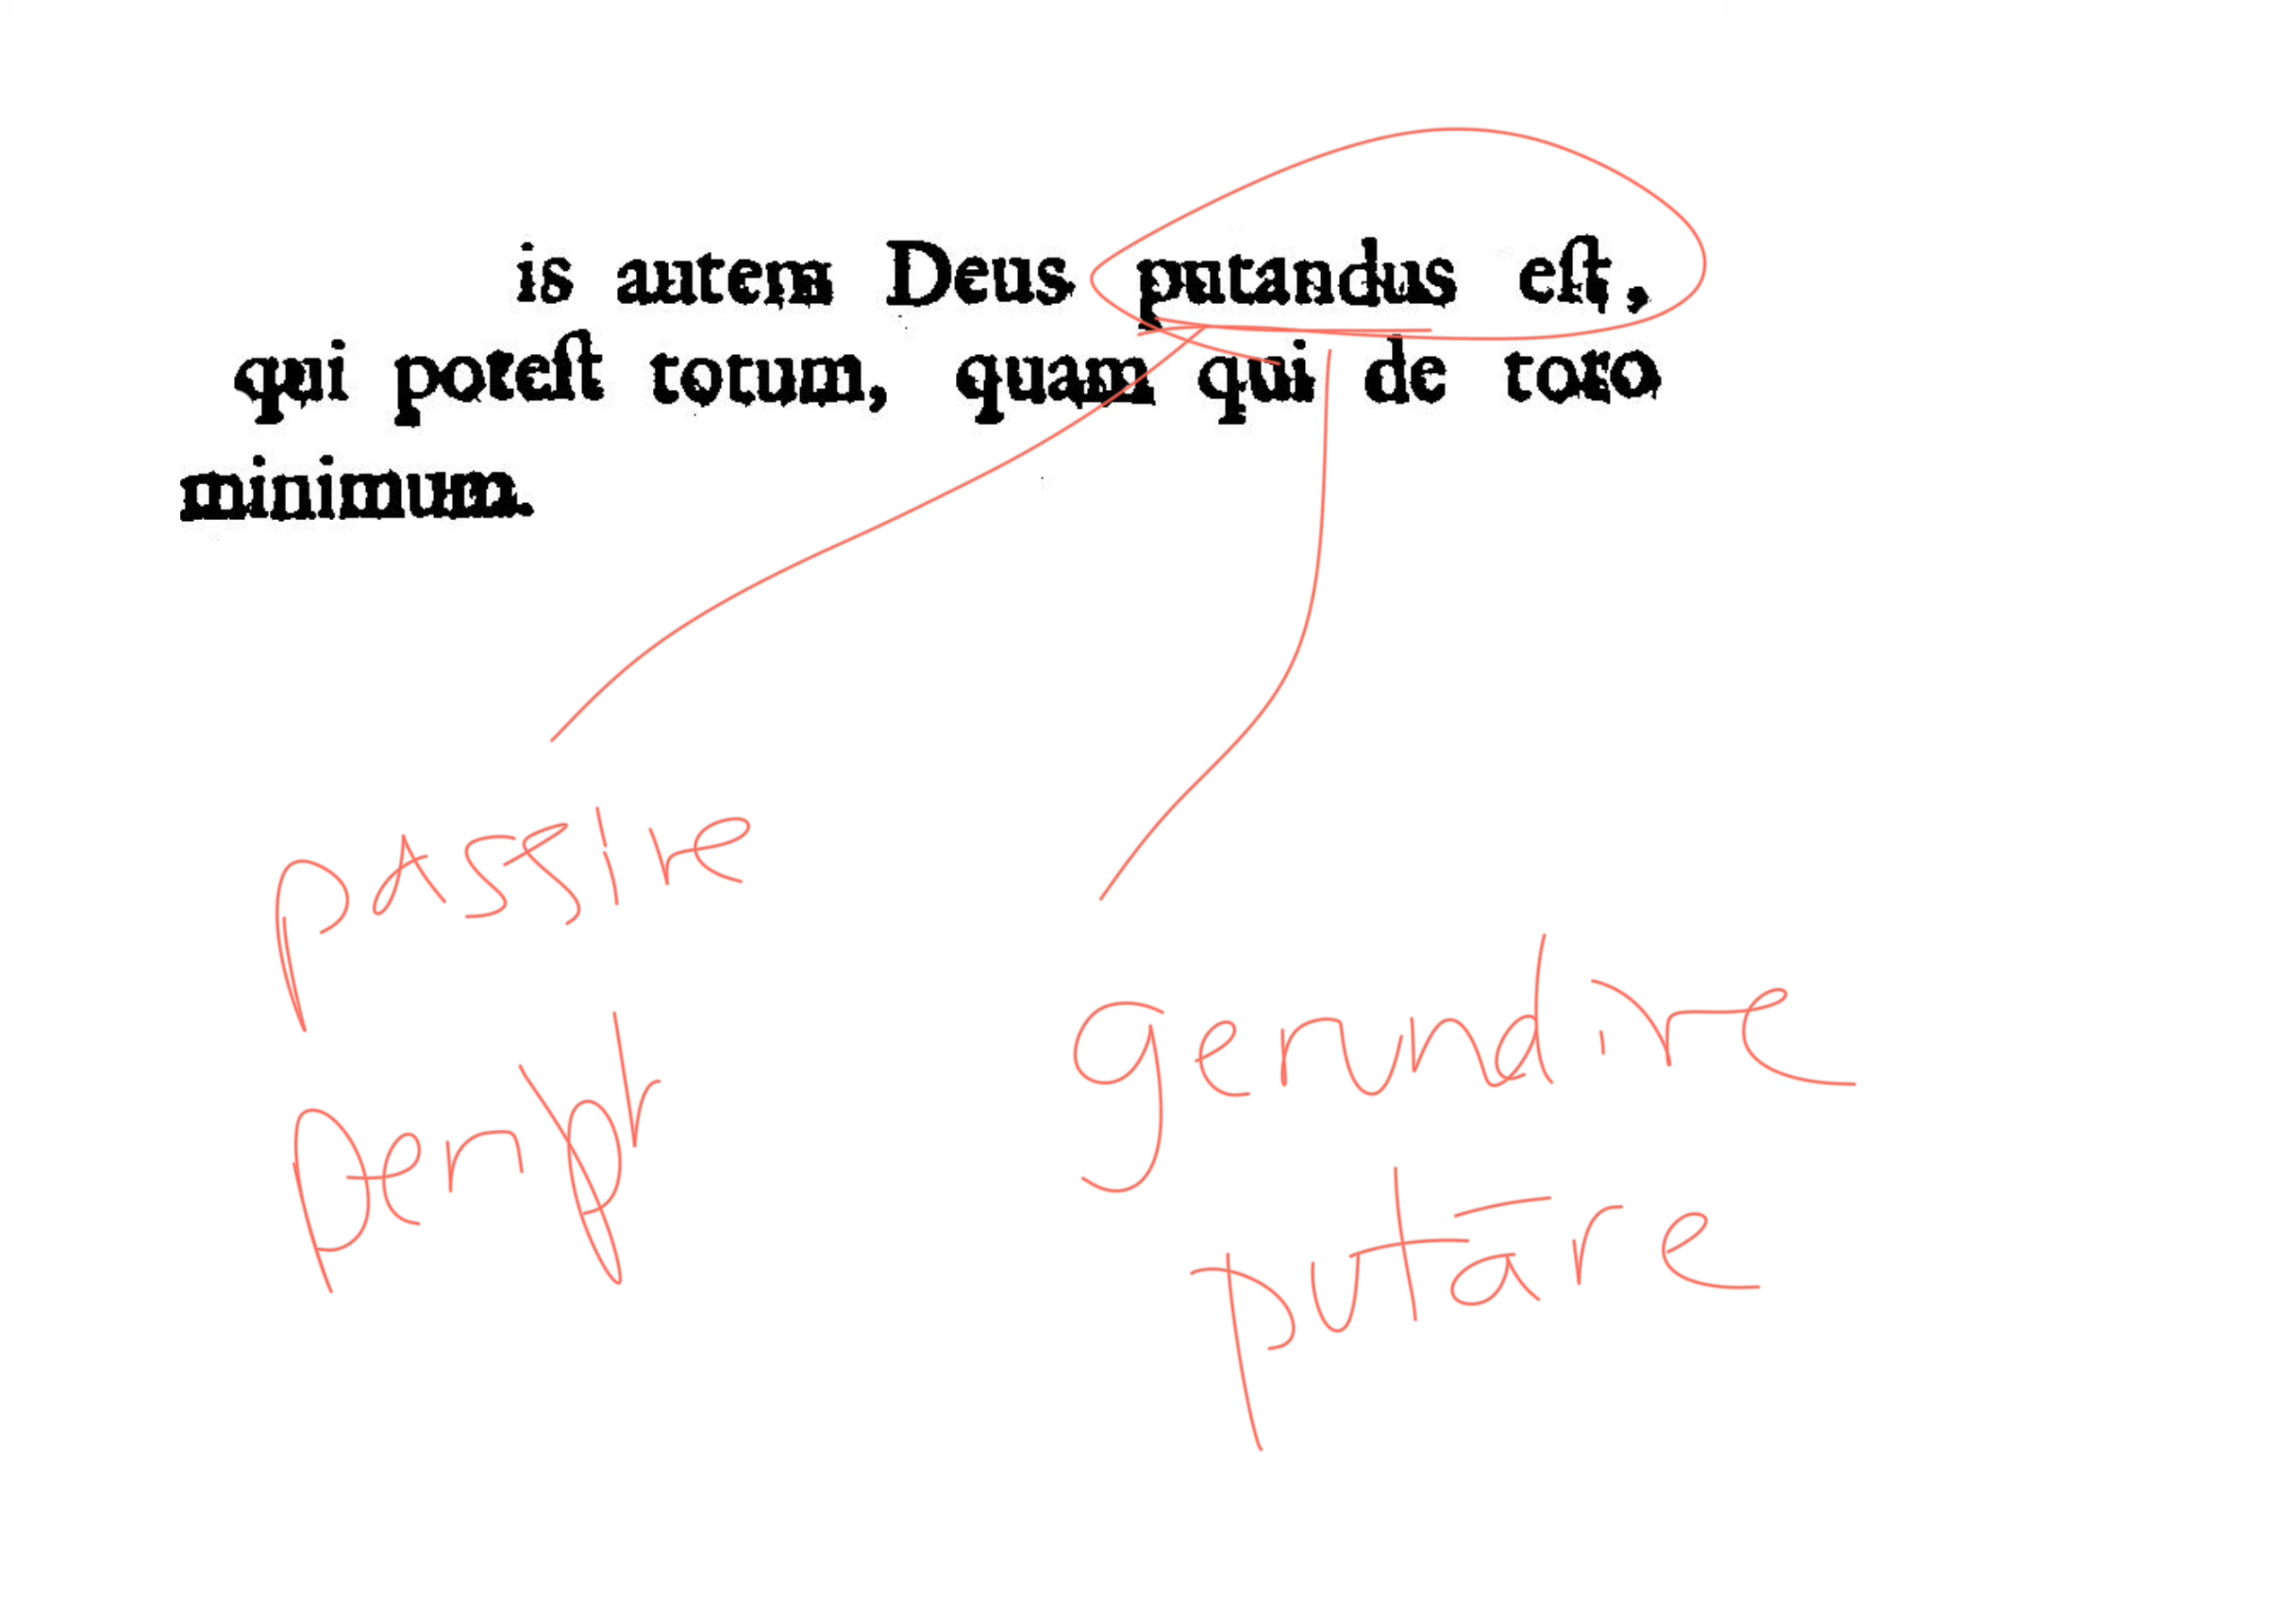 is autem Deus putandus eſt,
qui poteſt totum, quam qui de toto
minimum.
passive
periph
gerundive
putāre